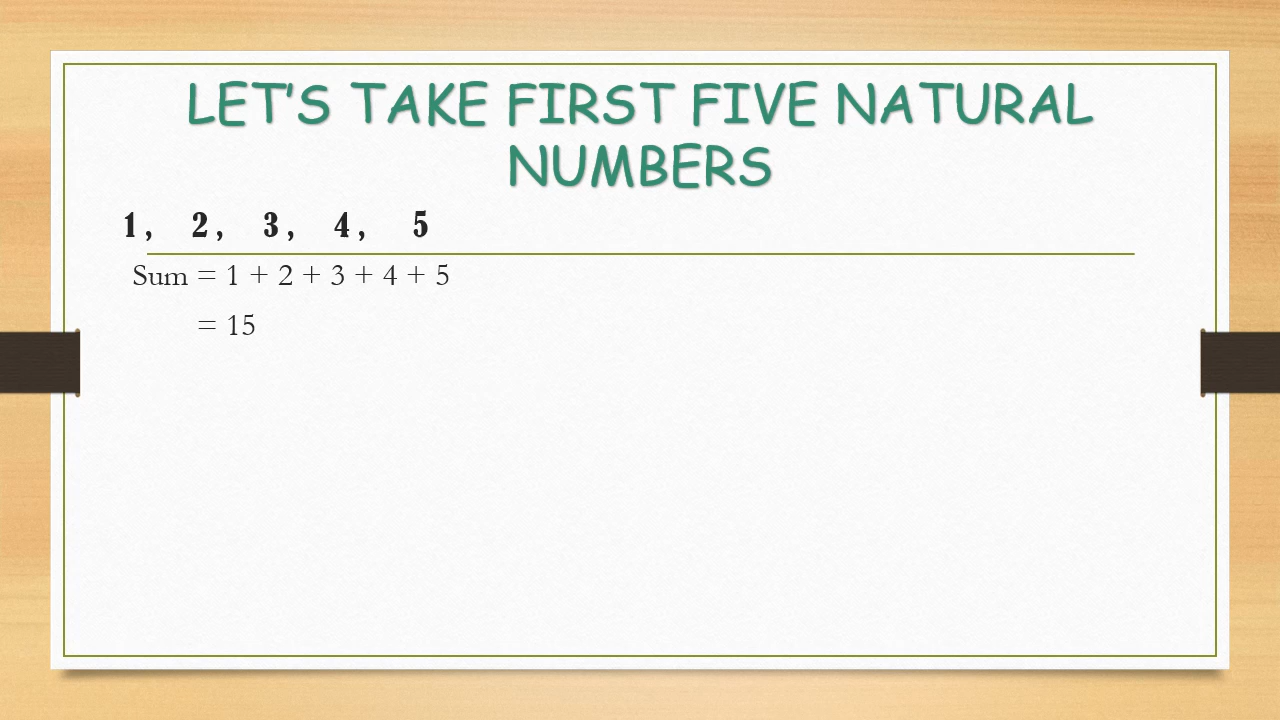 LET’S TAKE FIRST FIVE NATURAL
NUMBERS
1, 2, 3, 4, 5
Sum = 1 + 2 + 3 + 4 + 5
= 15